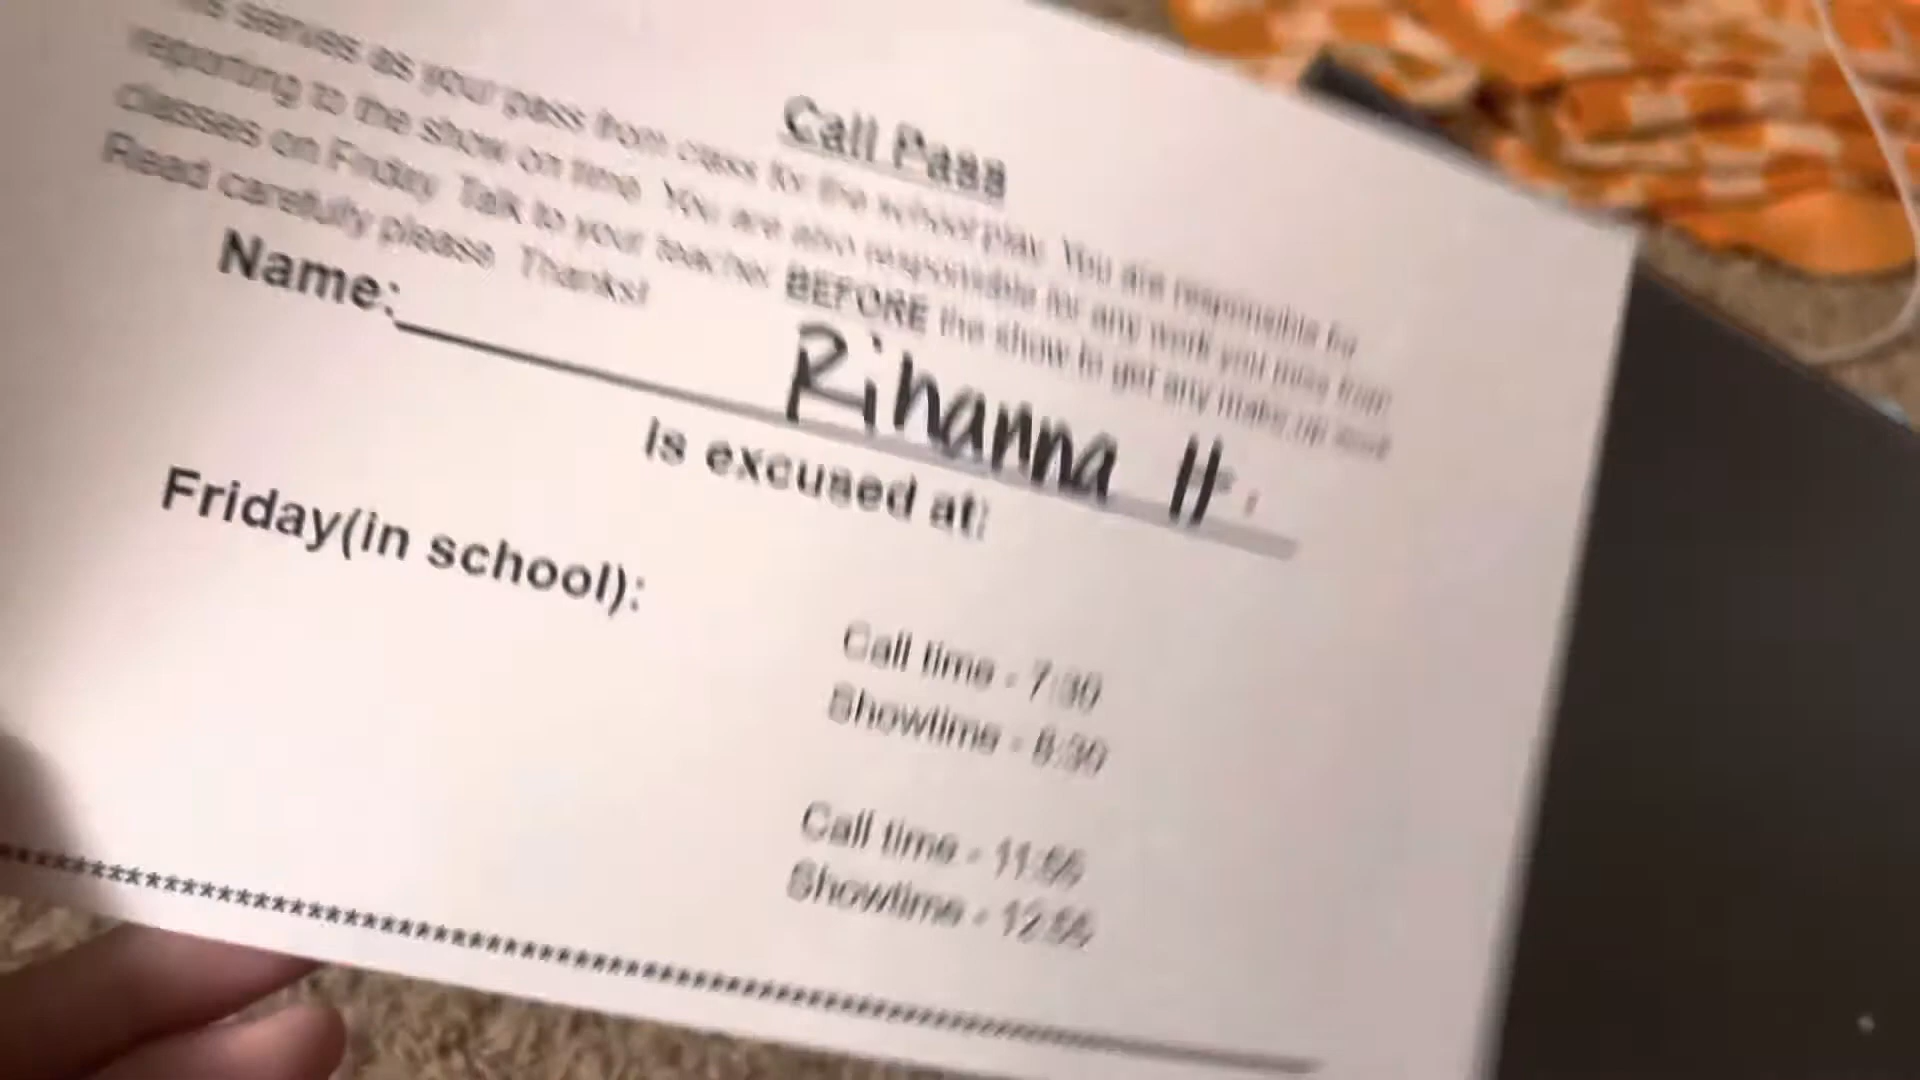 Call Pass
serves as your pass from class for the school play. You are responsible for
reporting to the show on time. You are also responsible for any work you miss from
classes on Friday. Talk to your teacher BEFORE the show to get any make up work
Read carefully please. Thanks!
Name: Rihanna H.
is excused at:
Friday(in school):
Call time - 7:30
Showtime - 8:30
Call time - 11:55
Showtime - 12:55
***********************************************************************